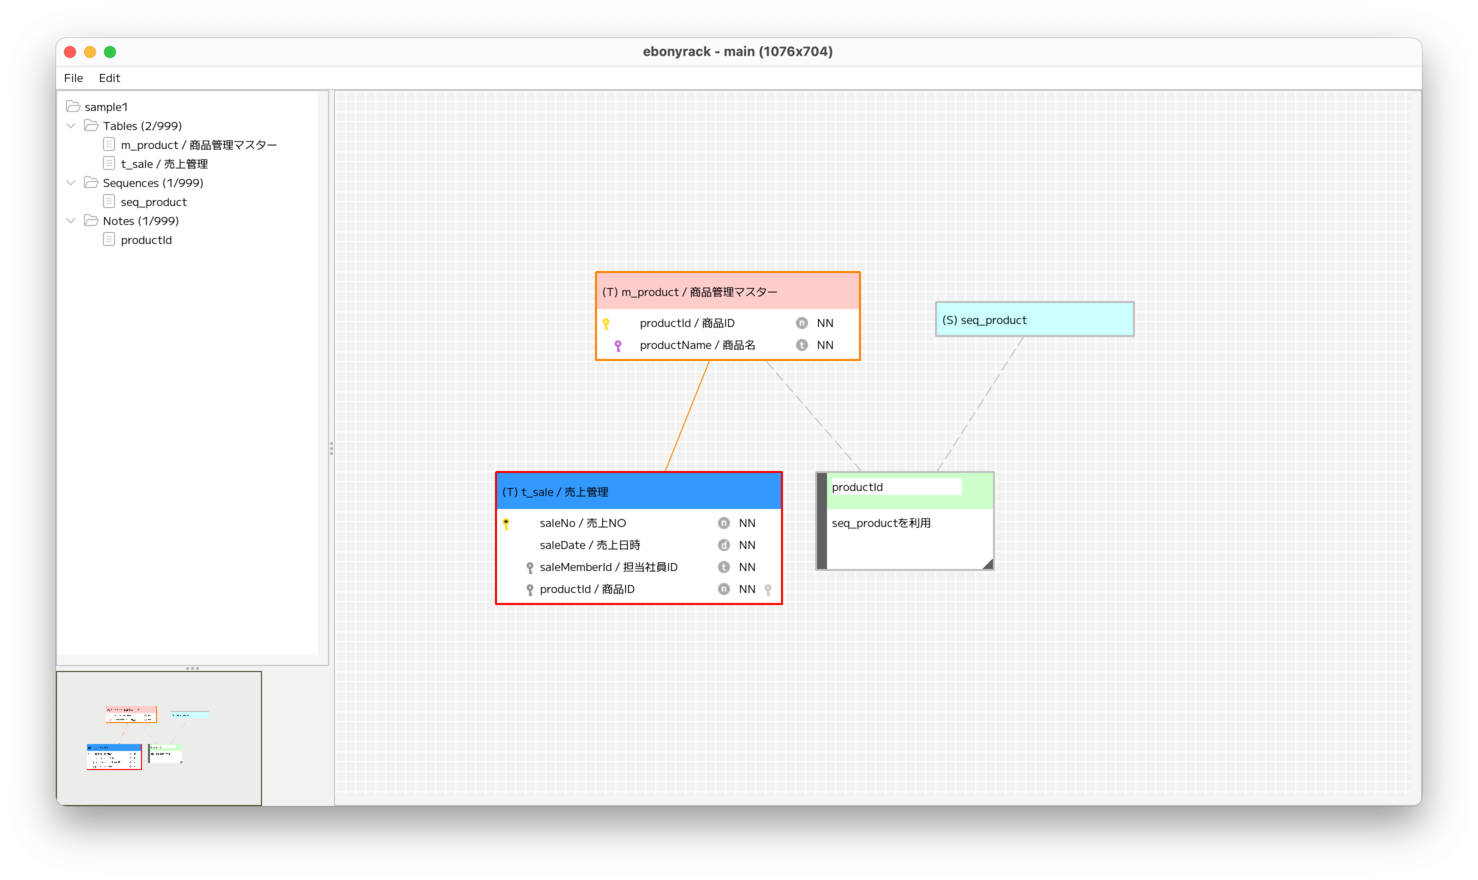 ebonyrack - main (1076x704)
File Edit
sample1
Tables (2/999)
m_product / 商品管理マスター
t_sale / 売上管理
Sequences (1/999)
seq_product
Notes (1/999)
productId
(T) m_product / 商品管理マスター
productId / 商品ID n NN
productName / 商品名 t NN
(S) seq_product
(T) t_sale / 売上管理
saleNo / 売上NO n NN
saleDate / 売上日時 d NN
saleMemberId / 担当社員ID t NN
productId / 商品ID n NN
productId
seq_productを利用